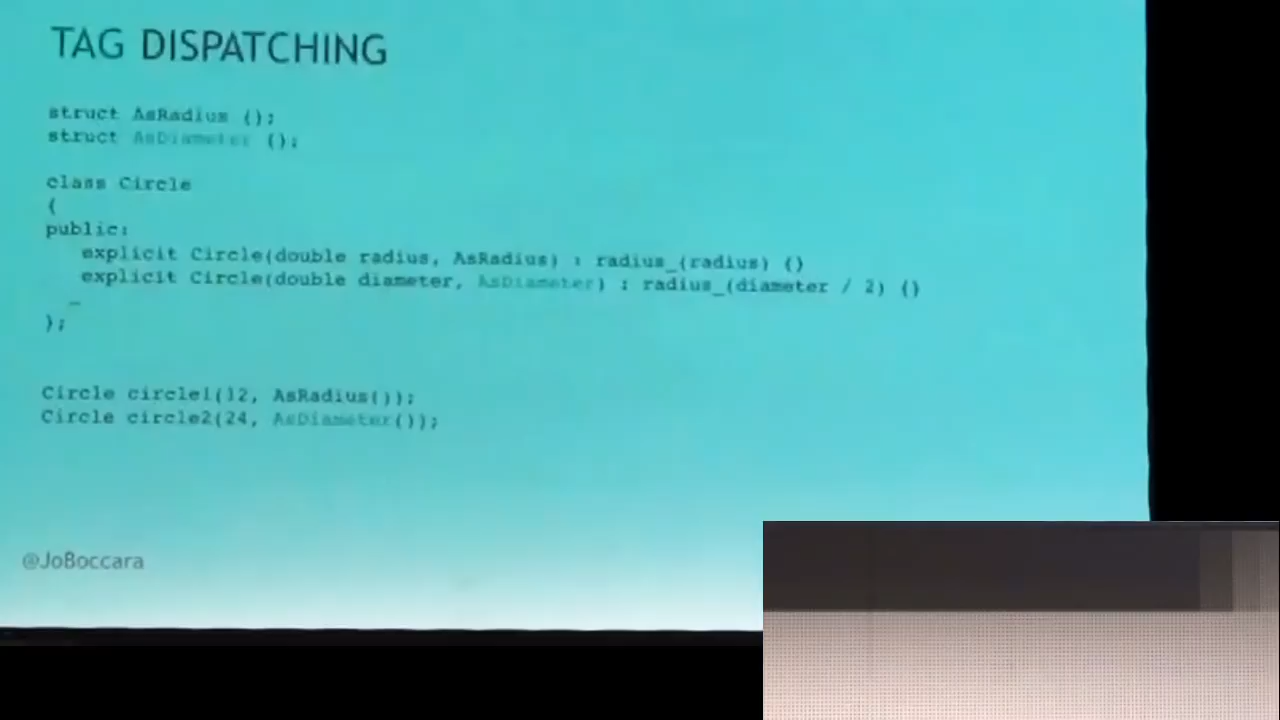 TAG DISPATCHING
struct AsRadius {};
struct AsDiameter {};
class Circle
{
public:
explicit Circle(double radius, AsRadius) : radius_(radius) {}
explicit Circle(double diameter, AsDiameter) : radius_(diameter / 2) {}
…
};
Circle circle1(12, AsRadius());
Circle circle2(24, AsDiameter());
@JoBoccara